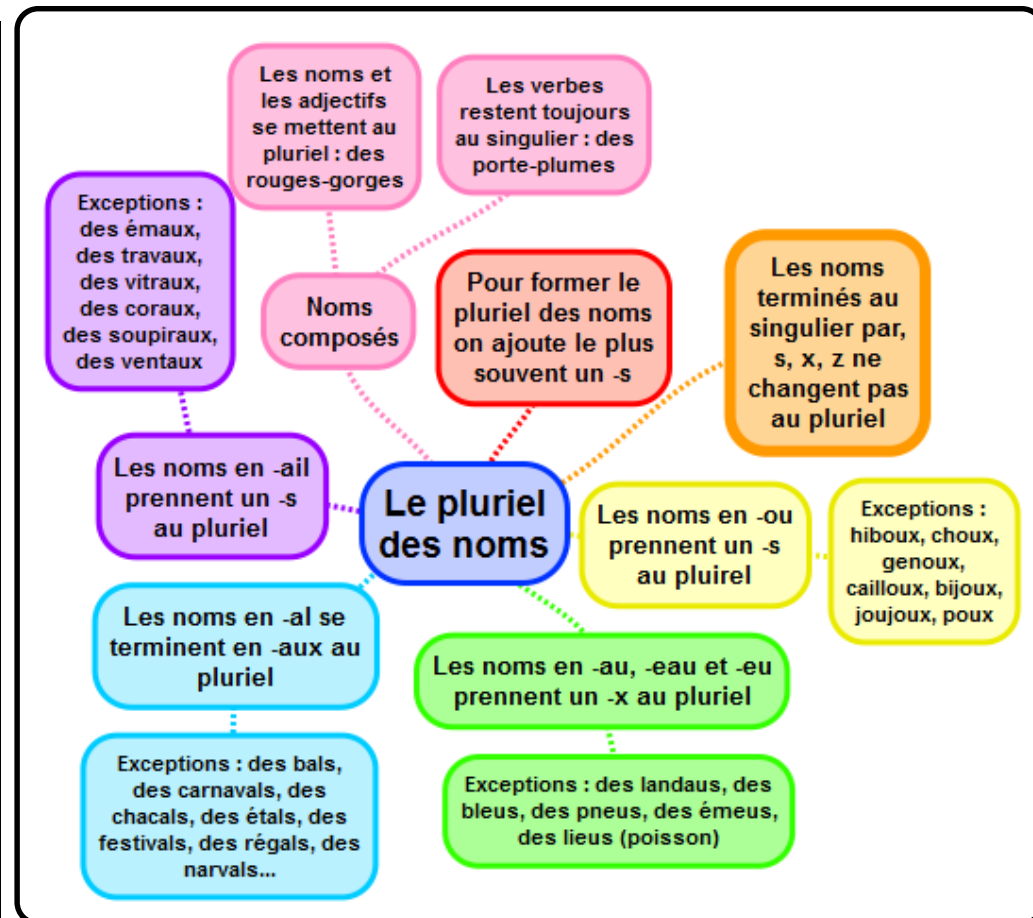 Les noms et
les adjectifs
se mettent au
pluriel : des
rouges-gorges
Les verbes
restent toujours
au singulier : des
porte-plumes
Exceptions :
des émaux,
des travaux,
des vitraux,
des coraux,
des soupiraux,
des ventaux
Noms
composés
Pour former le
pluriel des noms
on ajoute le plus
souvent un -s
Les noms
terminés au
singulier par,
s, x, z ne
changent pas
au pluriel
Les noms en -ail
prennent un -s
au pluriel
Le pluriel
des noms
Les noms en -ou
prennent un -s
au pluirel
Exceptions :
hiboux, choux,
genoux,
cailloux, bijoux,
joujoux, poux
Les noms en -al se
terminent en -aux au
pluriel
Les noms en -au, -eau et -eu
prennent un -x au pluriel
Exceptions : des bals,
des carnavals, des
chacals, des étals, des
festivals, des régals, des
narvals...
Exceptions : des landaus, des
bleus, des pneus, des émeus,
des lieus (poisson)